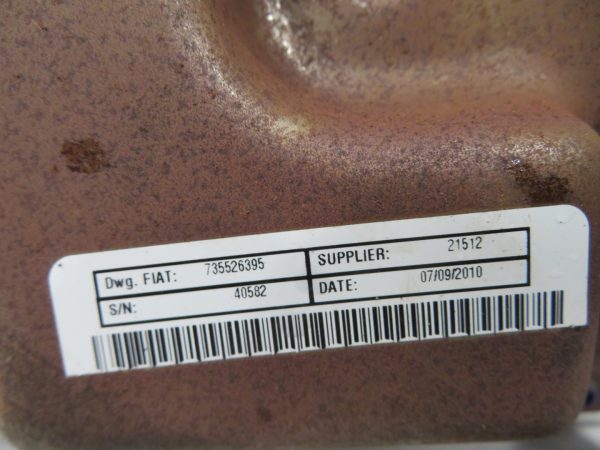 Dwg. FIAT: 735526395 SUPPLIER: 21512
S/N: 40582 DATE: 07/09/2010